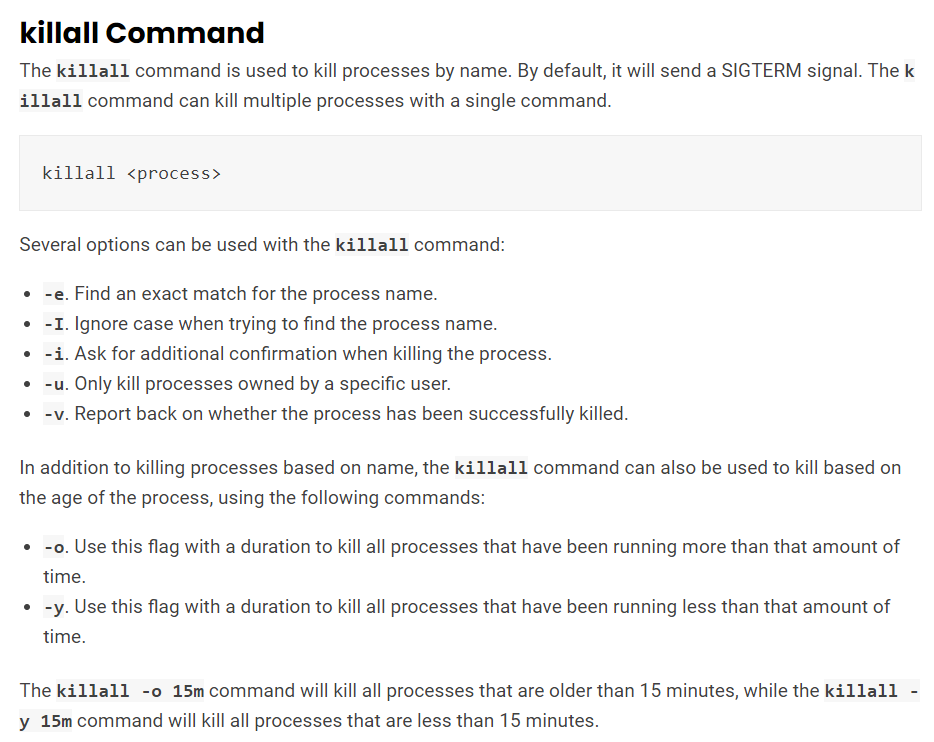 killall Command
The killall command is used to kill processes by name. By default, it will send a SIGTERM signal. The k
illall command can kill multiple processes with a single command.
killall <process>
Several options can be used with the killall command:
• -e. Find an exact match for the process name.
• -I. Ignore case when trying to find the process name.
• -i. Ask for additional confirmation when killing the process.
• -u. Only kill processes owned by a specific user.
• -v. Report back on whether the process has been successfully killed.
In addition to killing processes based on name, the killall command can also be used to kill based on
the age of the process, using the following commands:
• -o. Use this flag with a duration to kill all processes that have been running more than that amount of
time.
• -y. Use this flag with a duration to kill all processes that have been running less than that amount of
time.
The killall -o 15m command will kill all processes that are older than 15 minutes, while the killall -
y 15m command will kill all processes that are less than 15 minutes.